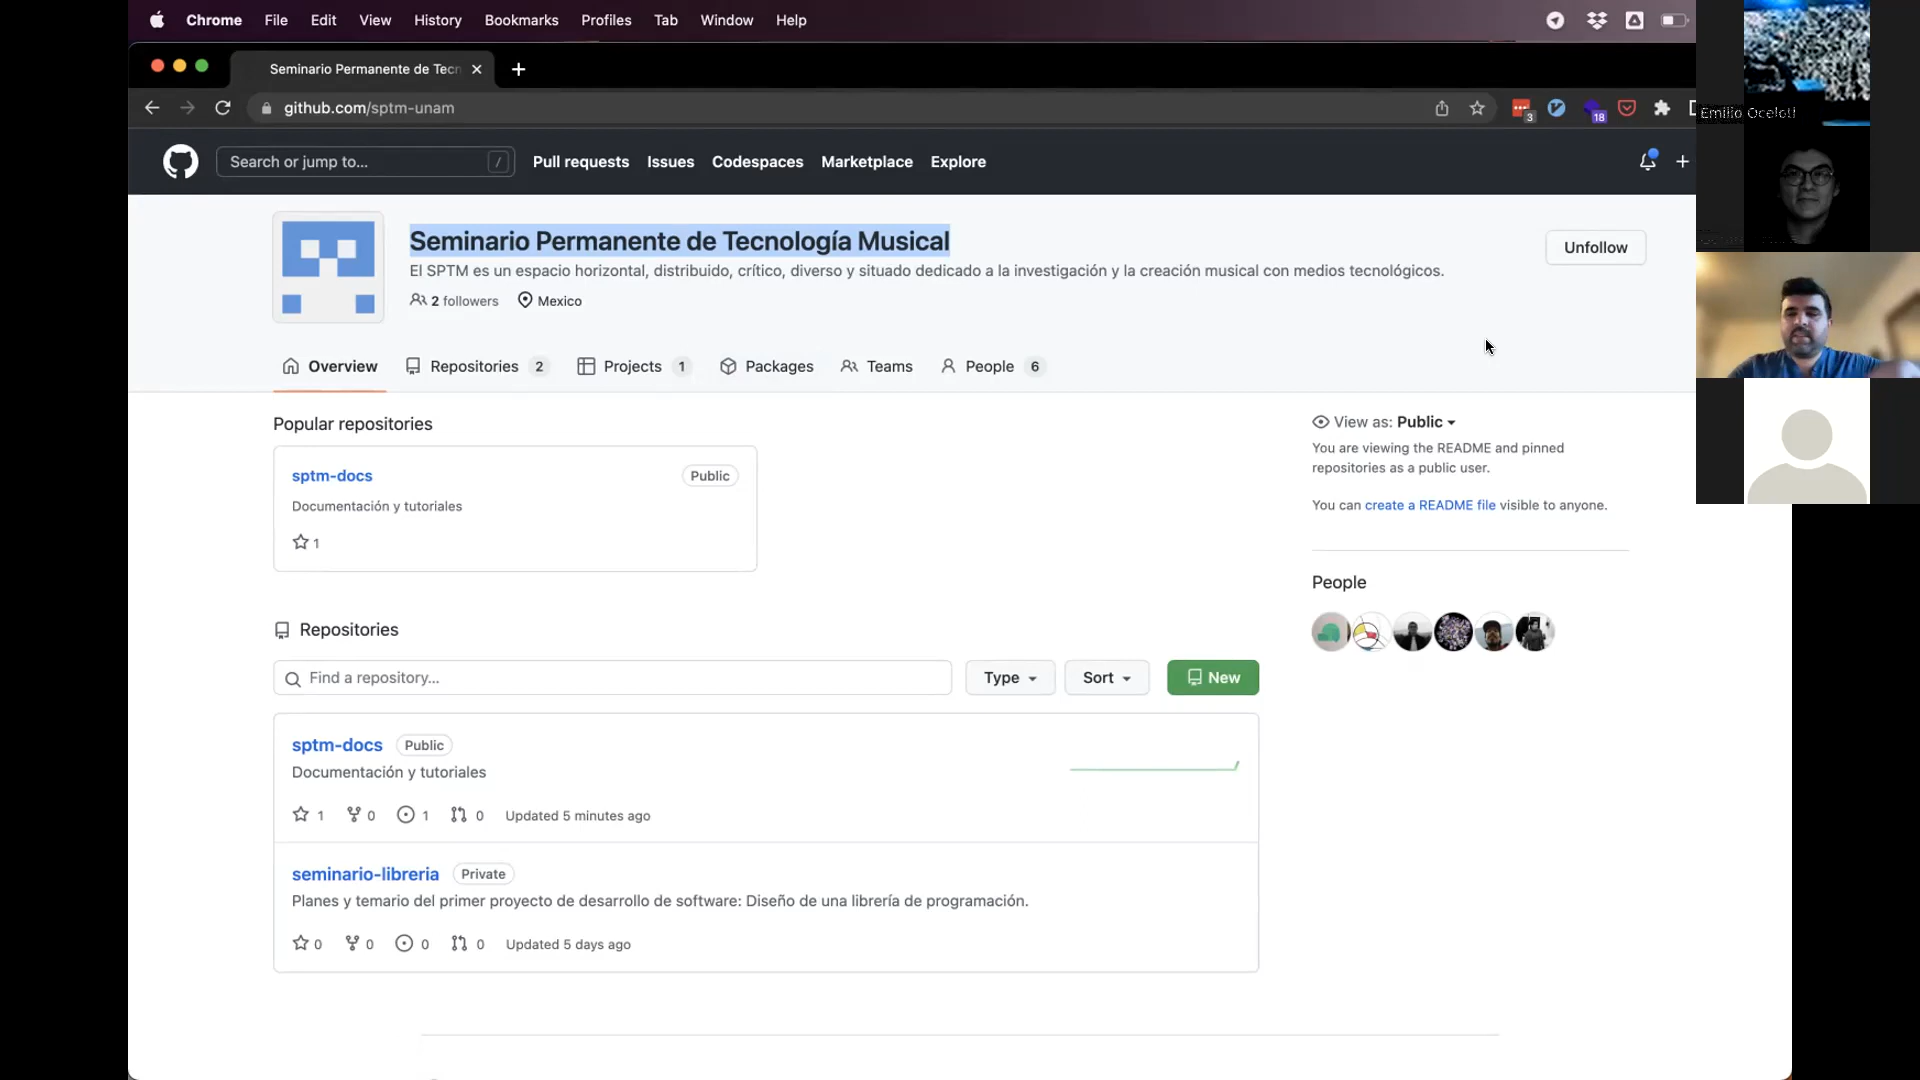 Chrome File Edit View History Bookmarks Profiles Tab Window Help
Seminario Permanente de Tecn
github.com/sptm-unam
3
18
Emilio Ocelotl
Search or jump to... /
Pull requests Issues Codespaces Marketplace Explore
Seminario Permanente de Tecnología Musical
El SPTM es un espacio horizontal, distribuido, crítico, diverso y situado dedicado a la investigación y la creación musical con medios tecnológicos.
2 followers Mexico
Unfollow
Overview Repositories 2 Projects 1 Packages Teams People 6
Popular repositories
sptm-docs Public
Documentación y tutoriales
1
View as: Public
You are viewing the README and pinned
repositories as a public user.
You can create a README file visible to anyone.
People
Repositories
Find a repository...
Type Sort New
sptm-docs Public
Documentación y tutoriales
1 0 1 0 Updated 5 minutes ago
seminario-libreria Private
Planes y temario del primer proyecto de desarrollo de software: Diseño de una librería de programación.
0 0 0 0 Updated 5 days ago